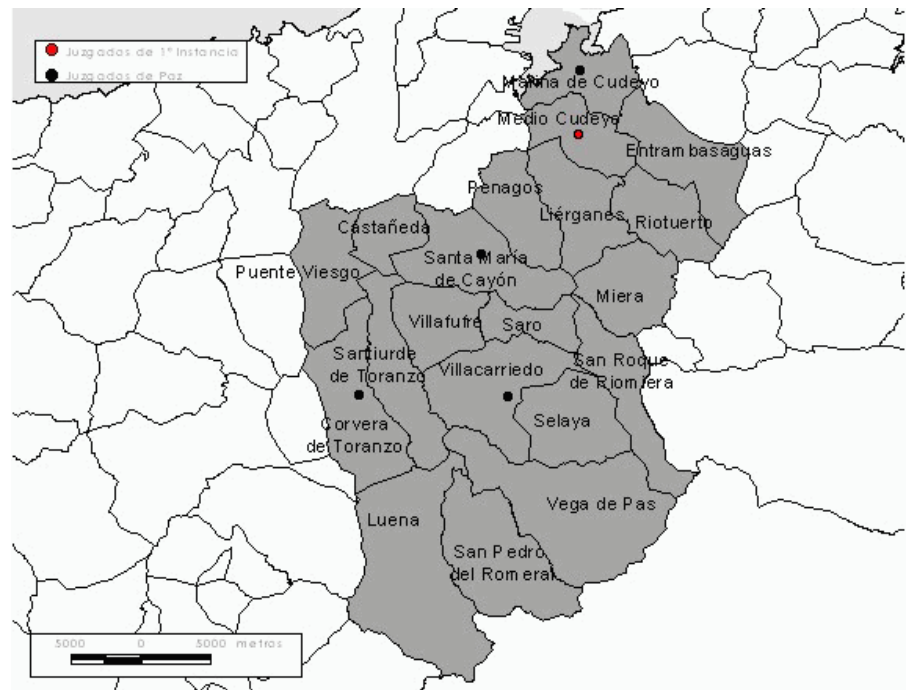 Juzgados de 1ª Instancia
Juzgados de Paz
Marina de Cudeyo
Medio Cudeyo
Entrambasaguas
Penagos
Liérganes
Riotuerto
Castañeda
Santa María
de Cayón
Puente Viesgo
Miera
Villafufre
Saro
Santiurde
de Toranzo
Villacarriedo
San Roque
de Riomiera
Selaya
Corvera
de Toranzo
Luena
Vega de Pas
San Pedro
del Romeral
5000 0 5000 metros